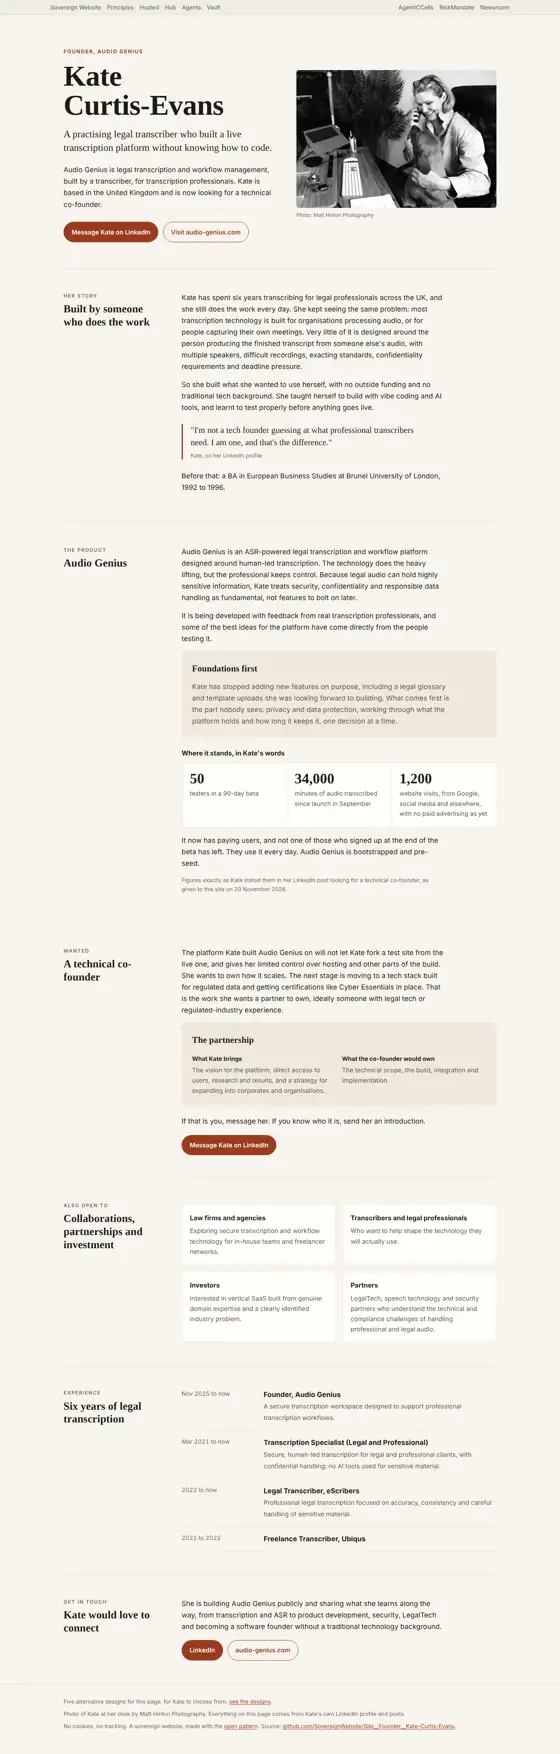 Sovereign Website Principles Hosted Hub Agents Vault AgentiCCells RiskMandate Newsroom
FOUNDER, AUDIO GENIUS
Kate
Curtis-Evans
A practising legal transcriber who built a live
transcription platform without knowing how to code.
Audio Genius is legal transcription and workflow management,
built by a transcriber, for transcription professionals. Kate is
based in the United Kingdom and is now looking for a technical
co-founder.
Message Kate on LinkedIn Visit audio-genius.com
Photo: Matt Hinton Photography
HER STORY
Built by someone
who does the work
Kate has spent six years transcribing for legal professionals across the UK, and
she still does the work every day. She kept seeing the same problem: most
transcription technology is built for organisations processing audio, or for
people capturing their own meetings. Very little of it is designed around the
person producing the finished transcript from someone else's audio, with
multiple speakers, difficult recordings, exacting standards, confidentiality
requirements and deadline pressure.
So she built what she wanted to use herself, with no outside funding and no
traditional tech background. She taught herself to build with vibe coding and AI
tools, and learnt to test properly before anything goes live.
"I'm not a tech founder guessing at what professional transcribers
need. I am one, and that's the difference."
Kate, on her LinkedIn profile
Before that: a BA in European Business Studies at Brunel University of London,
1992 to 1996.
THE PRODUCT
Audio Genius
Audio Genius is an ASR-powered legal transcription and workflow platform
designed around human-led transcription. The technology does the heavy
lifting, but the professional keeps control. Because legal audio can hold highly
sensitive information, Kate treats security, confidentiality and responsible data
handling as fundamental, not features to bolt on later.
It is being developed with feedback from real transcription professionals, and
some of the best ideas for the platform have come directly from the people
testing it.
Foundations first
Kate has stopped adding new features on purpose, including a legal glossary
and template uploads she was looking forward to building. What comes first is
the part nobody sees: privacy and data protection, working through what the
platform holds and how long it keeps it, one decision at a time.
Where it stands, in Kate's words
50
testers in a 90-day beta
34,000
minutes of audio transcribed
since launch in September
1,200
website visits, from Google,
social media and elsewhere,
with no paid advertising as yet
It now has paying users, and not one of those who signed up at the end of the
beta has left. They use it every day. Audio Genius is bootstrapped and pre-
seed.
Figures exactly as Kate stated them in her LinkedIn post looking for a technical co-founder, as
given to this site on 20 November 2026.
WANTED
A technical co-
founder
The platform Kate built Audio Genius on will not let Kate fork a test site from the
live one, and gives her limited control over hosting and other parts of the build.
She wants to own how it scales. The next stage is moving to a tech stack built
for regulated data and getting certifications like Cyber Essentials in place. That
is the work she wants a partner to own, ideally someone with legal tech or
regulated-industry experience.
The partnership
What Kate brings
The vision for the platform, direct access to
users, research and results, and a strategy for
expanding into corporates and organisations.
What the co-founder would own
The technical scope, the build, integration and
implementation.
If that is you, message her. If you know who it is, send her an introduction.
Message Kate on LinkedIn
ALSO OPEN TO
Collaborations,
partnerships and
investment
Law firms and agencies
Exploring secure transcription and workflow
technology for in-house teams and freelancer
networks.
Transcribers and legal professionals
Who want to help shape the technology they
will actually use.
Investors
Interested in vertical SaaS built from genuine
domain expertise and a clearly identified
industry problem.
Partners
LegalTech, speech technology and security
partners who understand the technical and
compliance challenges of handling
professional and legal audio.
EXPERIENCE
Six years of legal
transcription
Nov 2025 to now
Founder, Audio Genius
A secure transcription workspace designed to support professional
transcription workflows.
Mar 2021 to now
Transcription Specialist (Legal and Professional)
Secure, human-led transcription for legal and professional clients, with
confidential handling; no AI tools used for sensitive material.
2022 to now
Legal Transcriber, eScribers
Professional legal transcription focused on accuracy, consistency and careful
handling of sensitive material.
2021 to 2022
Freelance Transcriber, Ubiqus
GET IN TOUCH
Kate would love to
connect
She is building Audio Genius publicly and sharing what she learns along the
way, from transcription and ASR to product development, security, LegalTech
and becoming a software founder without a traditional technology background.
LinkedIn audio-genius.com
Five alternative designs for this page, for Kate to choose from: see the designs.
Photo of Kate at her desk by Matt Hinton Photography. Everything on this page comes from Kate's own LinkedIn profile and posts.
No cookies, no tracking. A sovereign website, made with the open pattern. Source: github.com/SovereignWebsite/Site__Founder__Kate-Curtis-Evans.